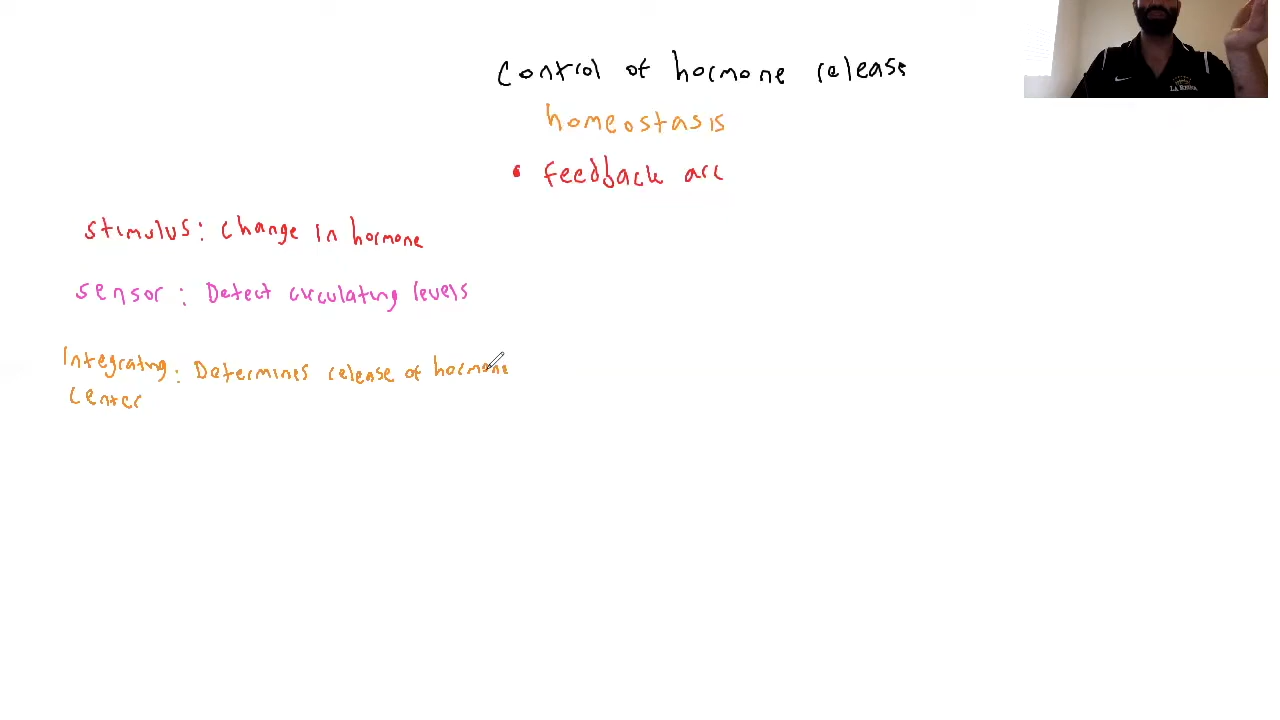 Control of hormone release
homeostasis
• feedback arc
stimulus: Change in hormone
sensor: Detect circulating levels
Integrating: Determines release of hormone
center